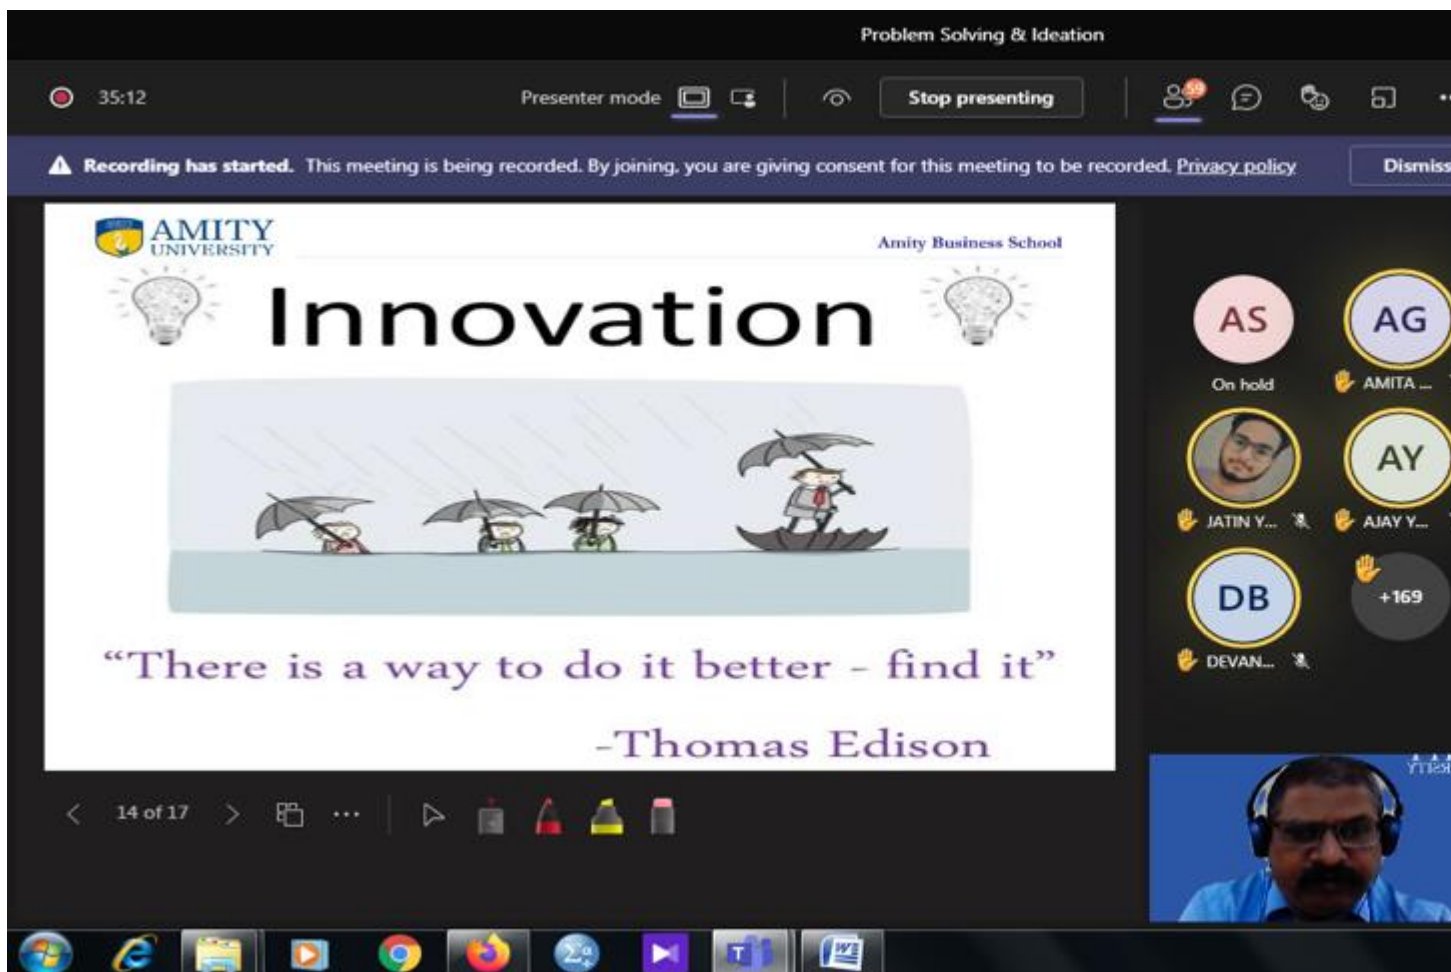 Problem Solving & Ideation
35:12
Presenter mode
Stop presenting
59
Recording has started. This meeting is being recorded. By joining, you are giving consent for this meeting to be recorded. Privacy policy
Dismiss
AMITY
UNIVERSITY
Amity Business School
Innovation
“There is a way to do it better - find it”
-Thomas Edison
AS
On hold
AG
AMITA ...
JATIN Y...
AY
AJAY Y...
DB
DEVAN...
+169
14 of 17